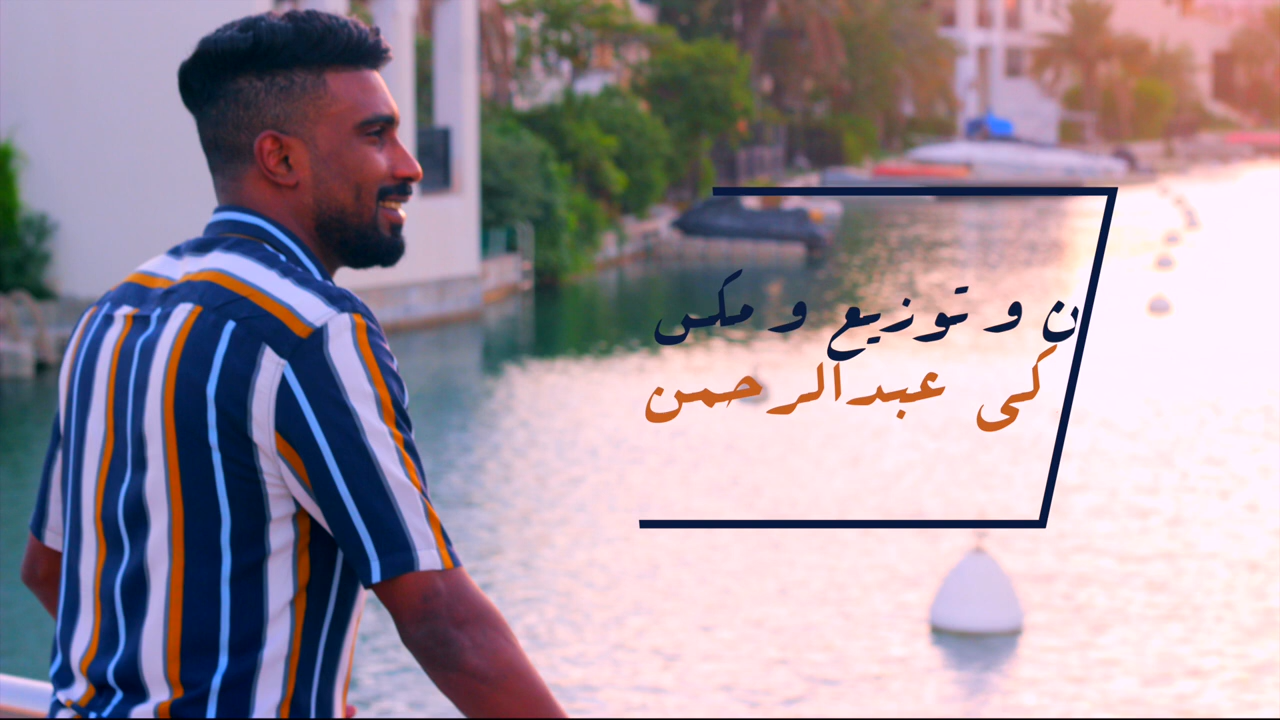 ن و توزيع و مكس
كي عبدالرحمن